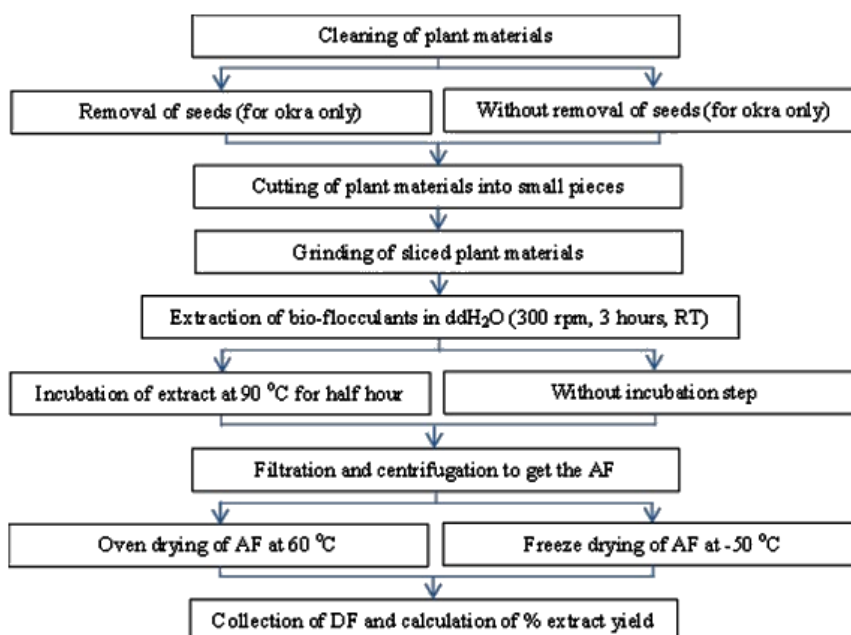 Cleaning of plant materials
Removal of seeds (for okra only)
Without removal of seeds (for okra only)
Cutting of plant materials into small pieces
Grinding of sliced plant materials
Extraction of bio-flocculants in ddH₂O (300 rpm, 3 hours, RT)
Incubation of extract at 90 °C for half hour
Without incubation step
Filtration and centrifugation to get the AF
Oven drying of AF at 60 °C
Freeze drying of AF at -50 °C
Collection of DF and calculation of % extract yield